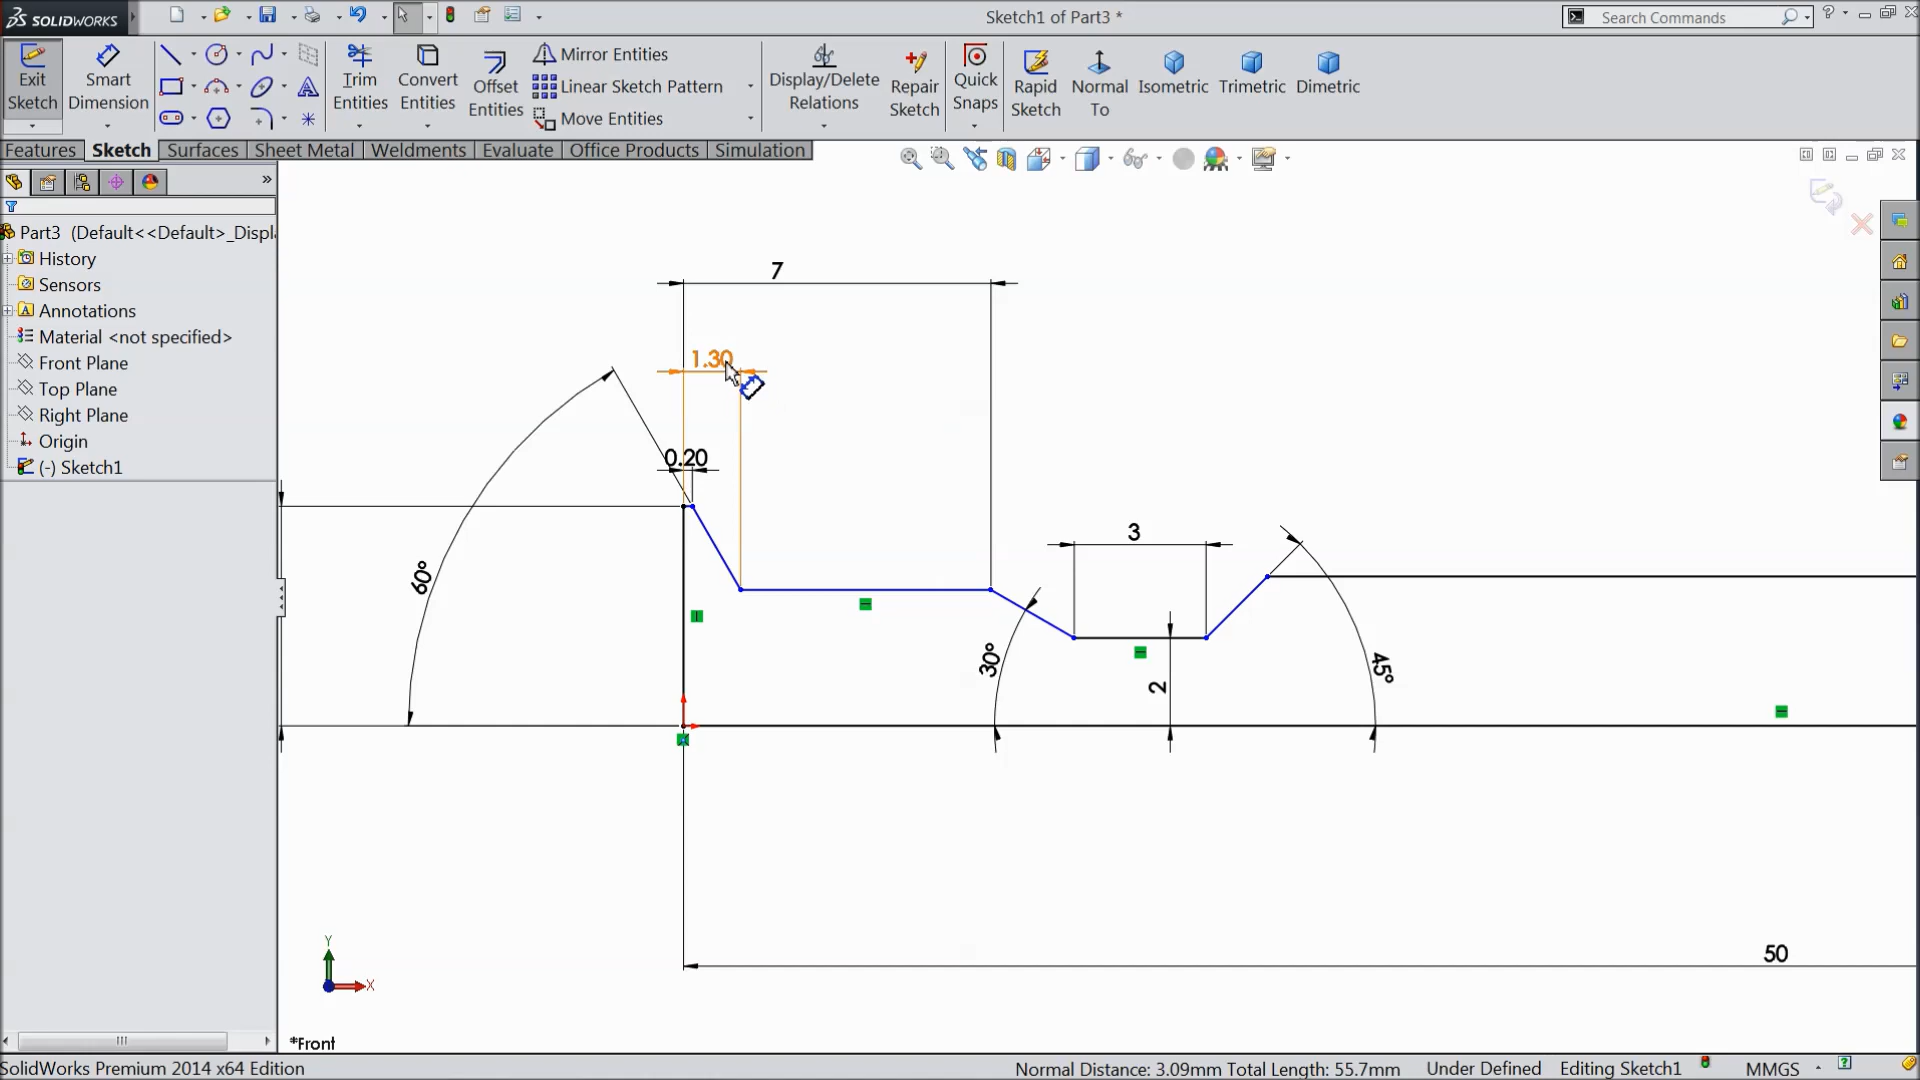 SOLIDWORKS
Sketch1 of Part3 *
Search Commands
Exit Sketch
Smart Dimension
Trim Entities
Convert Entities
Offset Entities
Mirror Entities
Linear Sketch Pattern
Move Entities
Display/Delete Relations
Repair Sketch
Quick Snaps
Rapid Sketch
Normal To
Isometric
Trimetric
Dimetric
Features
Sketch
Surfaces
Sheet Metal
Weldments
Evaluate
Office Products
Simulation
Part3 (Default<<Default>_Displ
History
Sensors
Annotations
Material <not specified>
Front Plane
Top Plane
Right Plane
Origin
(-) Sketch1
7
1.30
0.20
60°
3
30°
2
45°
50
Y
X
*Front
SolidWorks Premium 2014 x64 Edition
Normal Distance: 3.09mm Total Length: 55.7mm
Under Defined
Editing Sketch1
MMGS